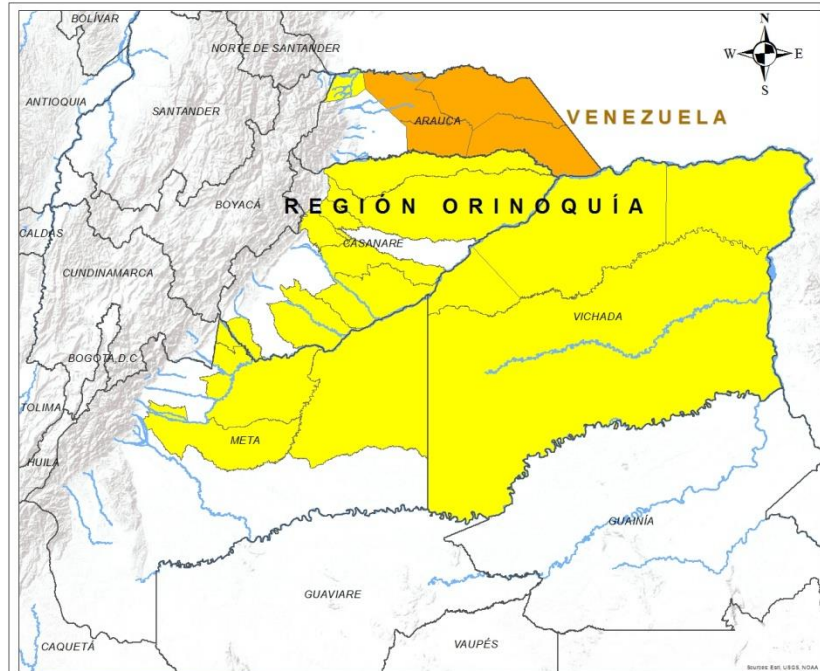 BOLÍVAR
N
W E
S
NORTE DE SANTANDER
ANTIOQUIA
SANTANDER
ARAUCA
VENEZUELA
BOYACÁ
REGIÓN ORINOQUÍA
CALDAS
CASANARE
CUNDINAMARCA
VICHADA
BOGOTA D.C
TOLIMA
META
HUILA
GUAINÍA
GUAVIARE
CAQUETÁ
VAUPÉS
Sources: Esri, USGS, NOAA